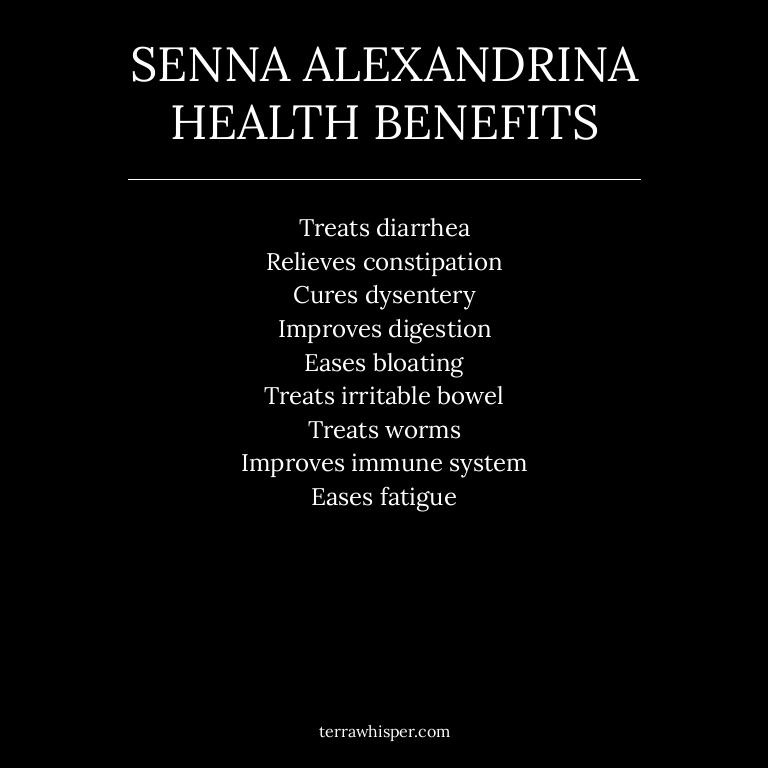 SENNA ALEXANDRINA
HEALTH BENEFITS
Treats diarrhea
Relieves constipation
Cures dysentery
Improves digestion
Eases bloating
Treats irritable bowel
Treats worms
Improves immune system
Eases fatigue
terrawhisper.com